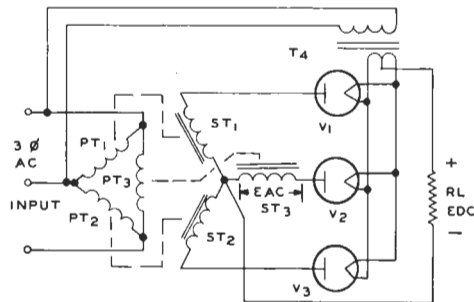 T4
ST1
V1
3 Ø
AC
PT1
PT3
+
EAC
RL
INPUT
PT2
ST3
V2
EDC
ST2
−
V3